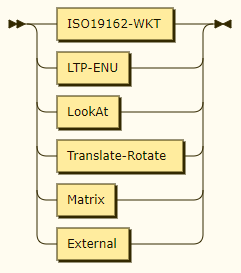 ISO19162-WKT
LTP-ENU
LookAt
Translate-Rotate
Matrix
External